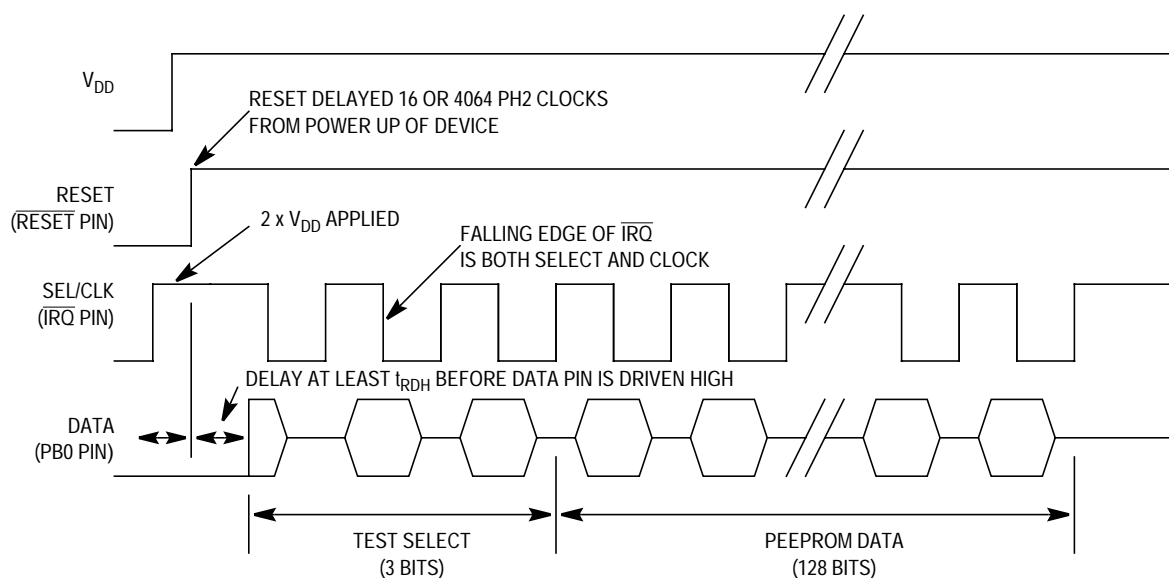 V_DD
RESET DELAYED 16 OR 4064 PH2 CLOCKS
FROM POWER UP OF DEVICE
RESET
(RESET PIN)
2 x V_DD APPLIED
FALLING EDGE OF IRQ
IS BOTH SELECT AND CLOCK
SEL/CLK
(IRQ PIN)
DELAY AT LEAST t_RDH BEFORE DATA PIN IS DRIVEN HIGH
DATA
(PB0 PIN)
TEST SELECT
(3 BITS)
PEEPROM DATA
(128 BITS)